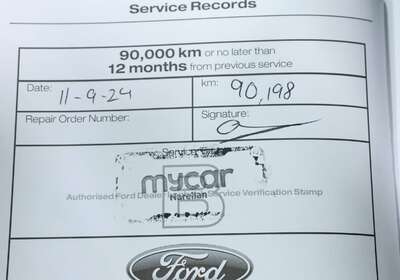 Service Records
90,000 km or no later than
12 months from previous service
Date: 11-9-24 km: 90,198
Repair Order Number: Signature:
mycar
Narellan
B
Authorised Ford Dealer Service Verification Stamp
Ford